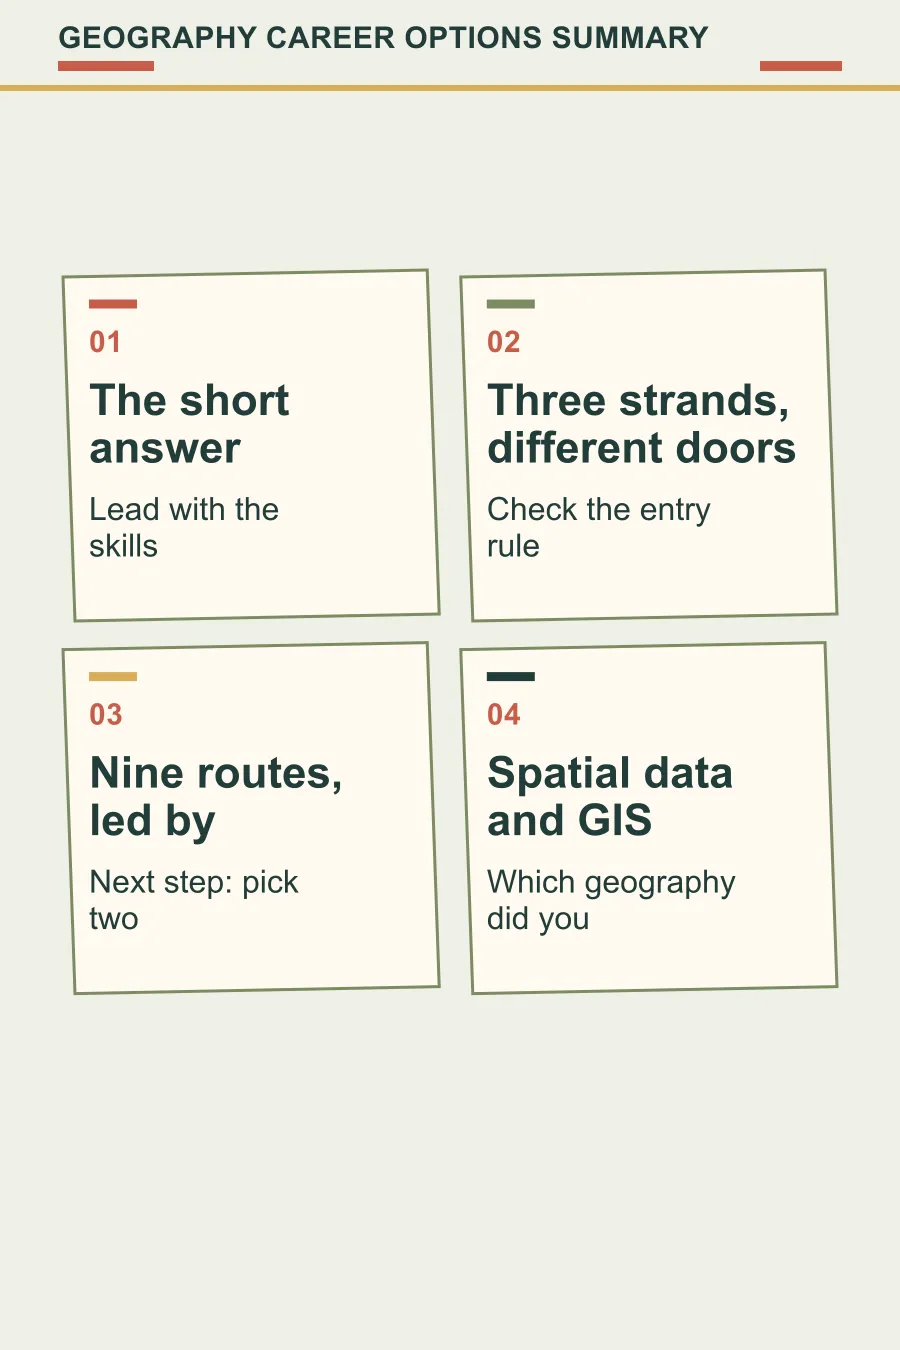 GEOGRAPHY CAREER OPTIONS SUMMARY
01
The short
answer
Lead with the
skills
02
Three strands,
different doors
Check the entry
rule
03
Nine routes,
led by
Next step: pick
two
04
Spatial data
and GIS
Which geography
did you